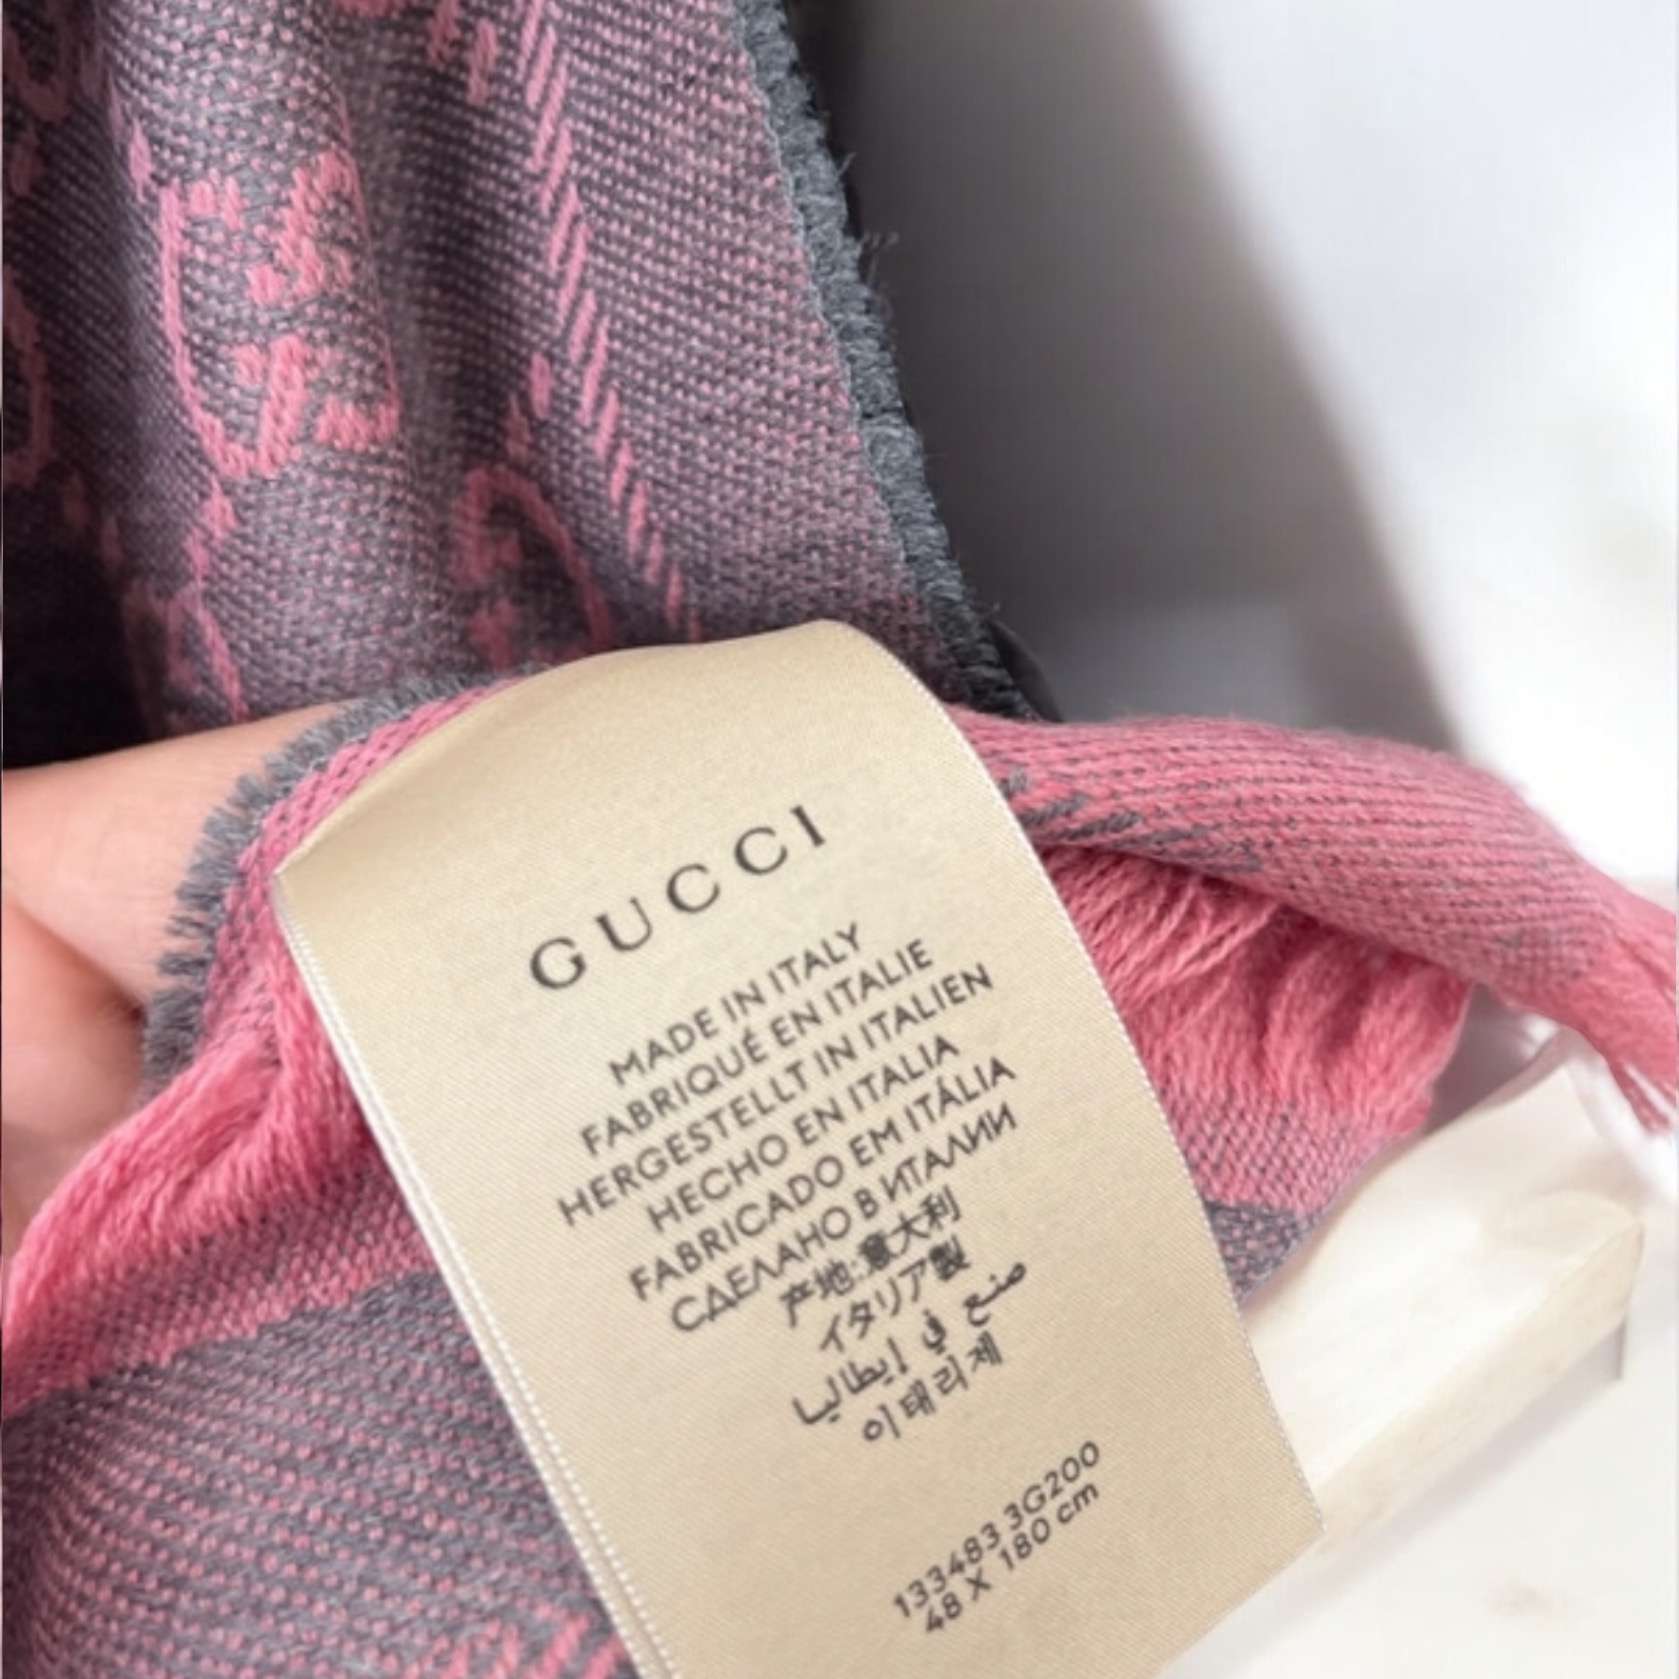 GUCCI
MADE IN ITALY
FABRIQUÉ EN ITALIE
HERGESTELLT IN ITALIEN
HECHO EN ITALIA
FABRICADO EM ITÁLIA
СДЕЛАНО В ИТАЛИИ
产地:意大利
イタリア製
صنع في إيطاليا
이태리제
133483 3G200
48 X 180 cm